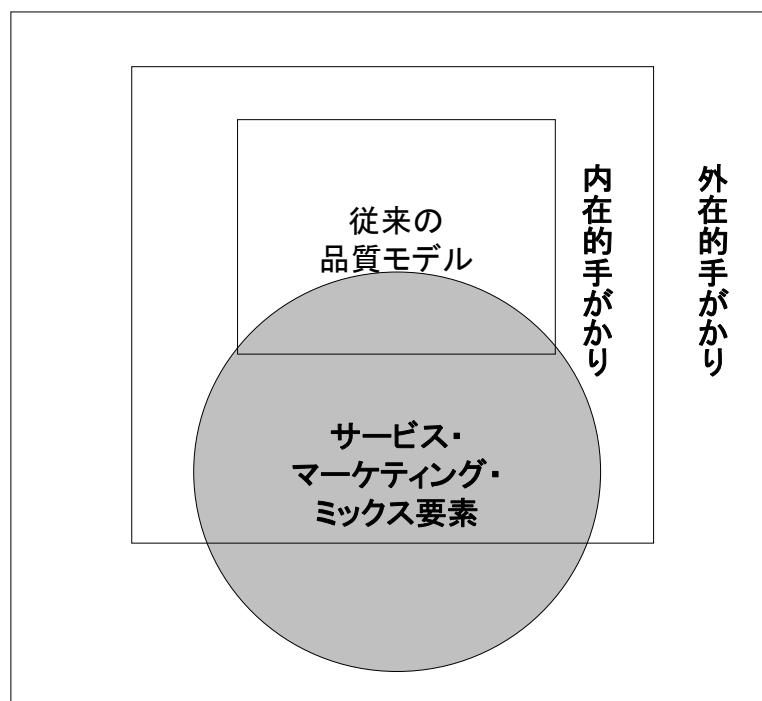 従来の
品質モデル
サービス・
マーケティング・
ミックス要素
内在的手がかり
外在的手がかり